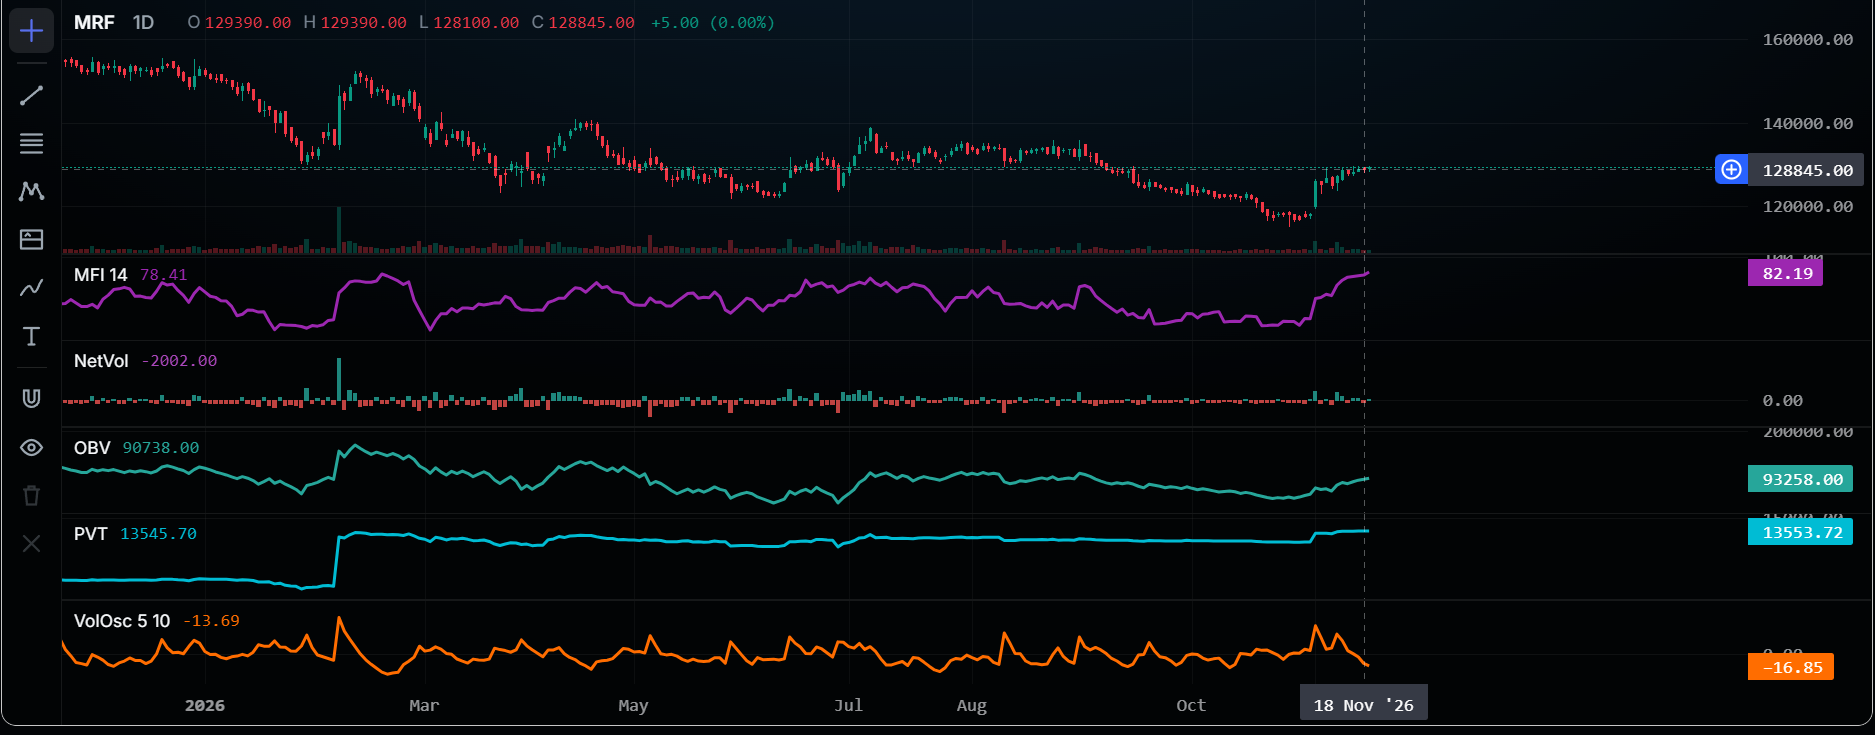 MRF 1D O 129390.00 H 129390.00 L 128100.00 C 128845.00 +5.00 (0.00%)
160000.00
140000.00
128845.00
120000.00
MFI 14 78.41
82.19
NetVol -2002.00
0.00
200000.00
OBV 90738.00
93258.00
PVT 13545.70
13553.72
VolOsc 5 10 -13.69
-16.85
2026 Mar May Jul Aug Oct 18 Nov '26